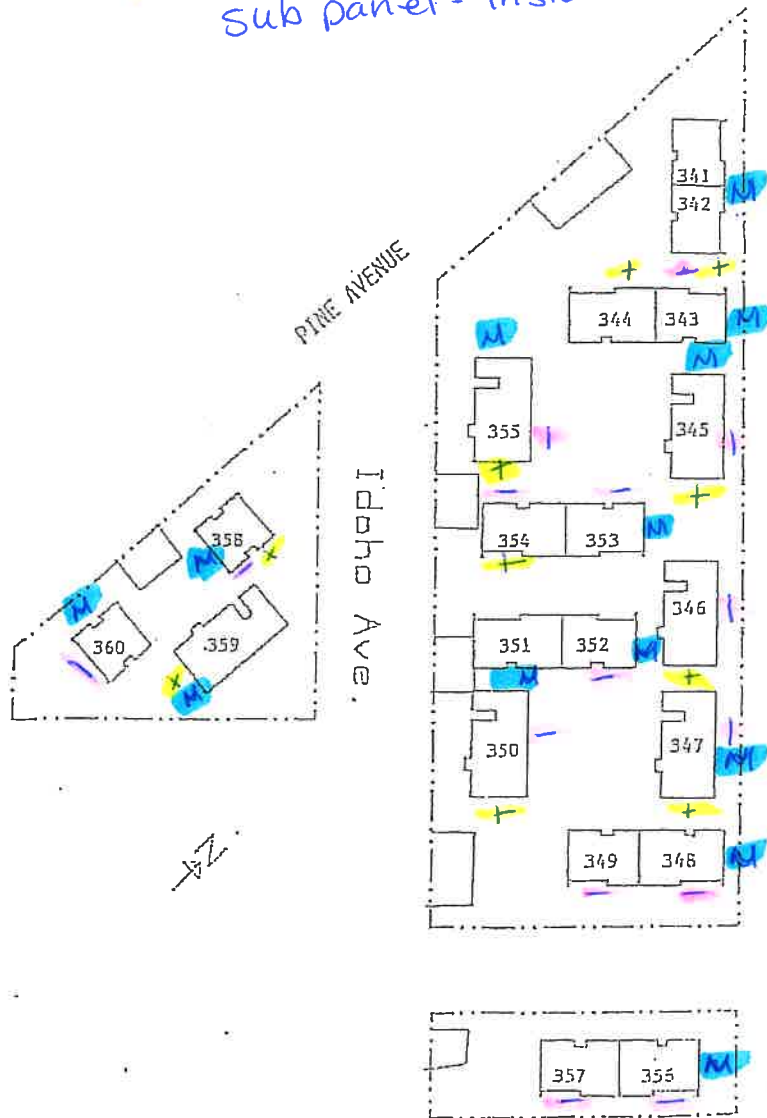 Sub panel - insi
341
342
M
+ - +
344 343 M
M
M
355
345
-
-
+
- -
+
354 353 M
+
PINE AVENUE
Idaho Ave.
358
M
- x
M
360
359
-
x
M
346
-
351 352 M
M -
+
350
-
347
-
M
+ +
349 348 M
- -
N
357 356 M
- -